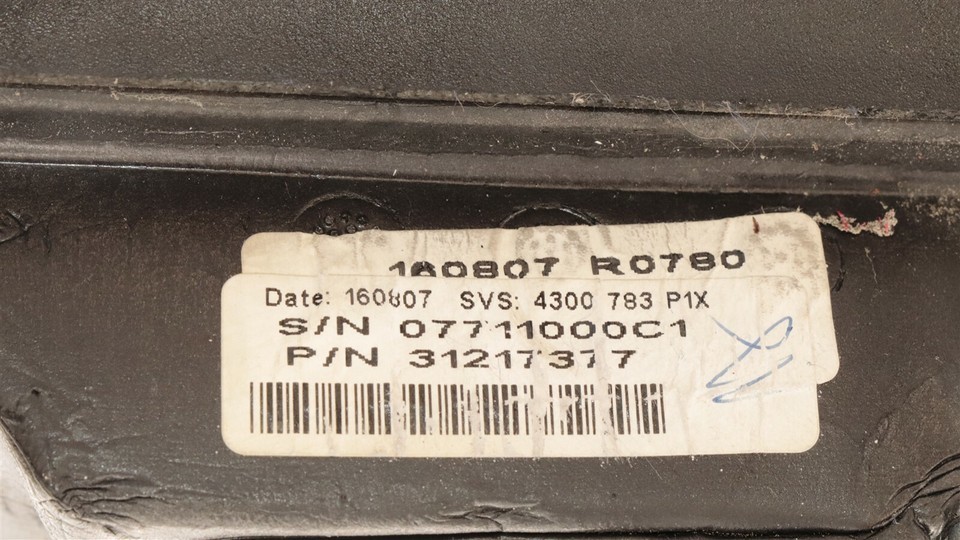 160807 R0780
Date: 160807 SVS: 4300 783 P1X
S/N 07711000C1
P/N 31217377